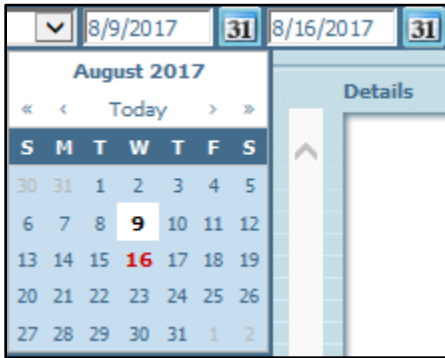 8/9/2017 31 8/16/2017 31
August 2017
« ‹ Today › »
Details
S M T W T F S
30 31 1 2 3 4 5
6 7 8 9 10 11 12
13 14 15 16 17 18 19
20 21 22 23 24 25 26
27 28 29 30 31 1 2